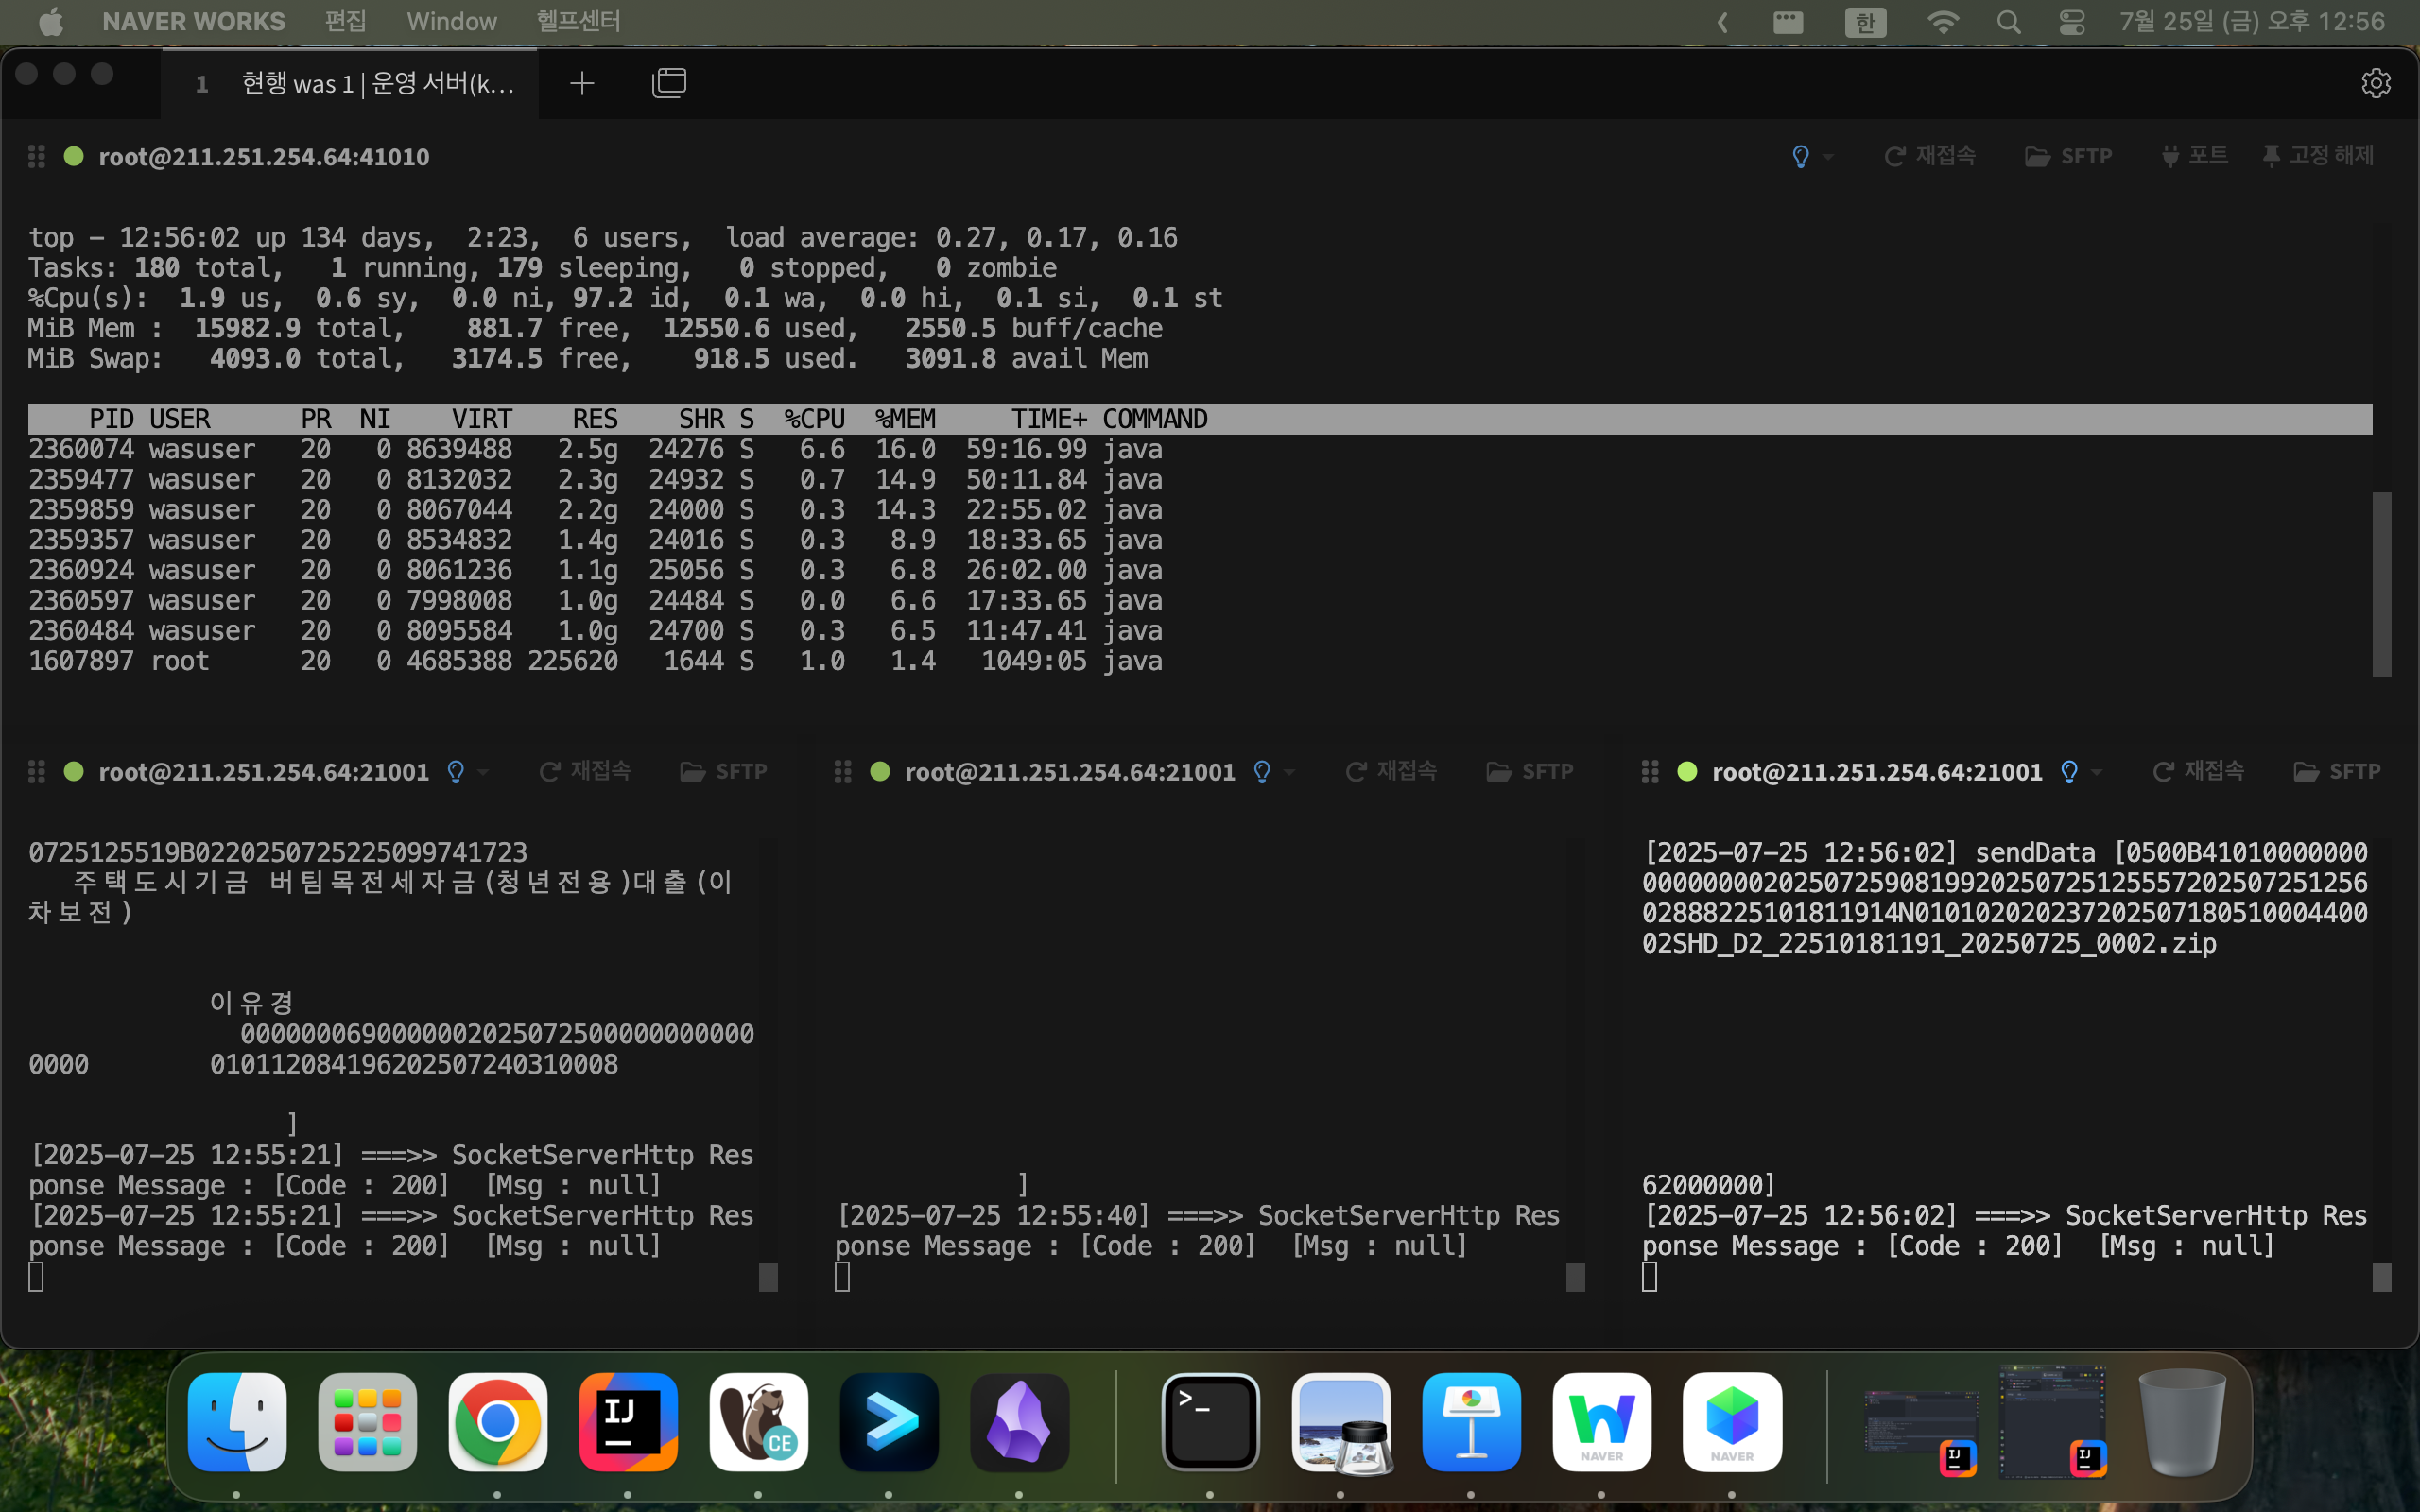 NAVER WORKS 편집 Window 헬프센터 한 7월 25일 (금) 오후 12:56
1 현행 was 1 | 운영 서버(k...
root@211.251.254.64:41010 재접속 SFTP 포트 고정 해제
top - 12:56:02 up 134 days, 2:23, 6 users, load average: 0.27, 0.17, 0.16
Tasks: 180 total, 1 running, 179 sleeping, 0 stopped, 0 zombie
%Cpu(s): 1.9 us, 0.6 sy, 0.0 ni, 97.2 id, 0.1 wa, 0.0 hi, 0.1 si, 0.1 st
MiB Mem : 15982.9 total, 881.7 free, 12550.6 used, 2550.5 buff/cache
MiB Swap: 4093.0 total, 3174.5 free, 918.5 used. 3091.8 avail Mem
PID USER PR NI VIRT RES SHR S %CPU %MEM TIME+ COMMAND
2360074 wasuser 20 0 8639488 2.5g 24276 S 6.6 16.0 59:16.99 java
2359477 wasuser 20 0 8132032 2.3g 24932 S 0.7 14.9 50:11.84 java
2359859 wasuser 20 0 8067044 2.2g 24000 S 0.3 14.3 22:55.02 java
2359357 wasuser 20 0 8534832 1.4g 24016 S 0.3 8.9 18:33.65 java
2360924 wasuser 20 0 8061236 1.1g 25056 S 0.3 6.8 26:02.00 java
2360597 wasuser 20 0 7998008 1.0g 24484 S 0.0 6.6 17:33.65 java
2360484 wasuser 20 0 8095584 1.0g 24700 S 0.3 6.5 11:47.41 java
1607897 root 20 0 4685388 225620 1644 S 1.0 1.4 1049:05 java
root@211.251.254.64:21001 재접속 SFTP
0725125519B0220250725225099741723
주택도시기금 버팀목전세자금(청년전용)대출(이
차보전)
이유경
0000000690000002025072500000000000
0000 010112084196202507240310008
]
[2025-07-25 12:55:21] ===>> SocketServerHttp Res
ponse Message : [Code : 200] [Msg : null]
[2025-07-25 12:55:21] ===>> SocketServerHttp Res
ponse Message : [Code : 200] [Msg : null]
root@211.251.254.64:21001 재접속 SFTP
]
[2025-07-25 12:55:40] ===>> SocketServerHttp Res
ponse Message : [Code : 200] [Msg : null]
root@211.251.254.64:21001 재접속 SFTP
[2025-07-25 12:56:02] sendData [0500B41010000000
000000002025072590819920250725125557202507251256
02888225101811914N010102020237202507180510004400
02SHD_D2_22510181191_20250725_0002.zip
62000000]
[2025-07-25 12:56:02] ===>> SocketServerHttp Res
ponse Message : [Code : 200] [Msg : null]
IJ CE >_ W NAVER NAVER IJ IJ